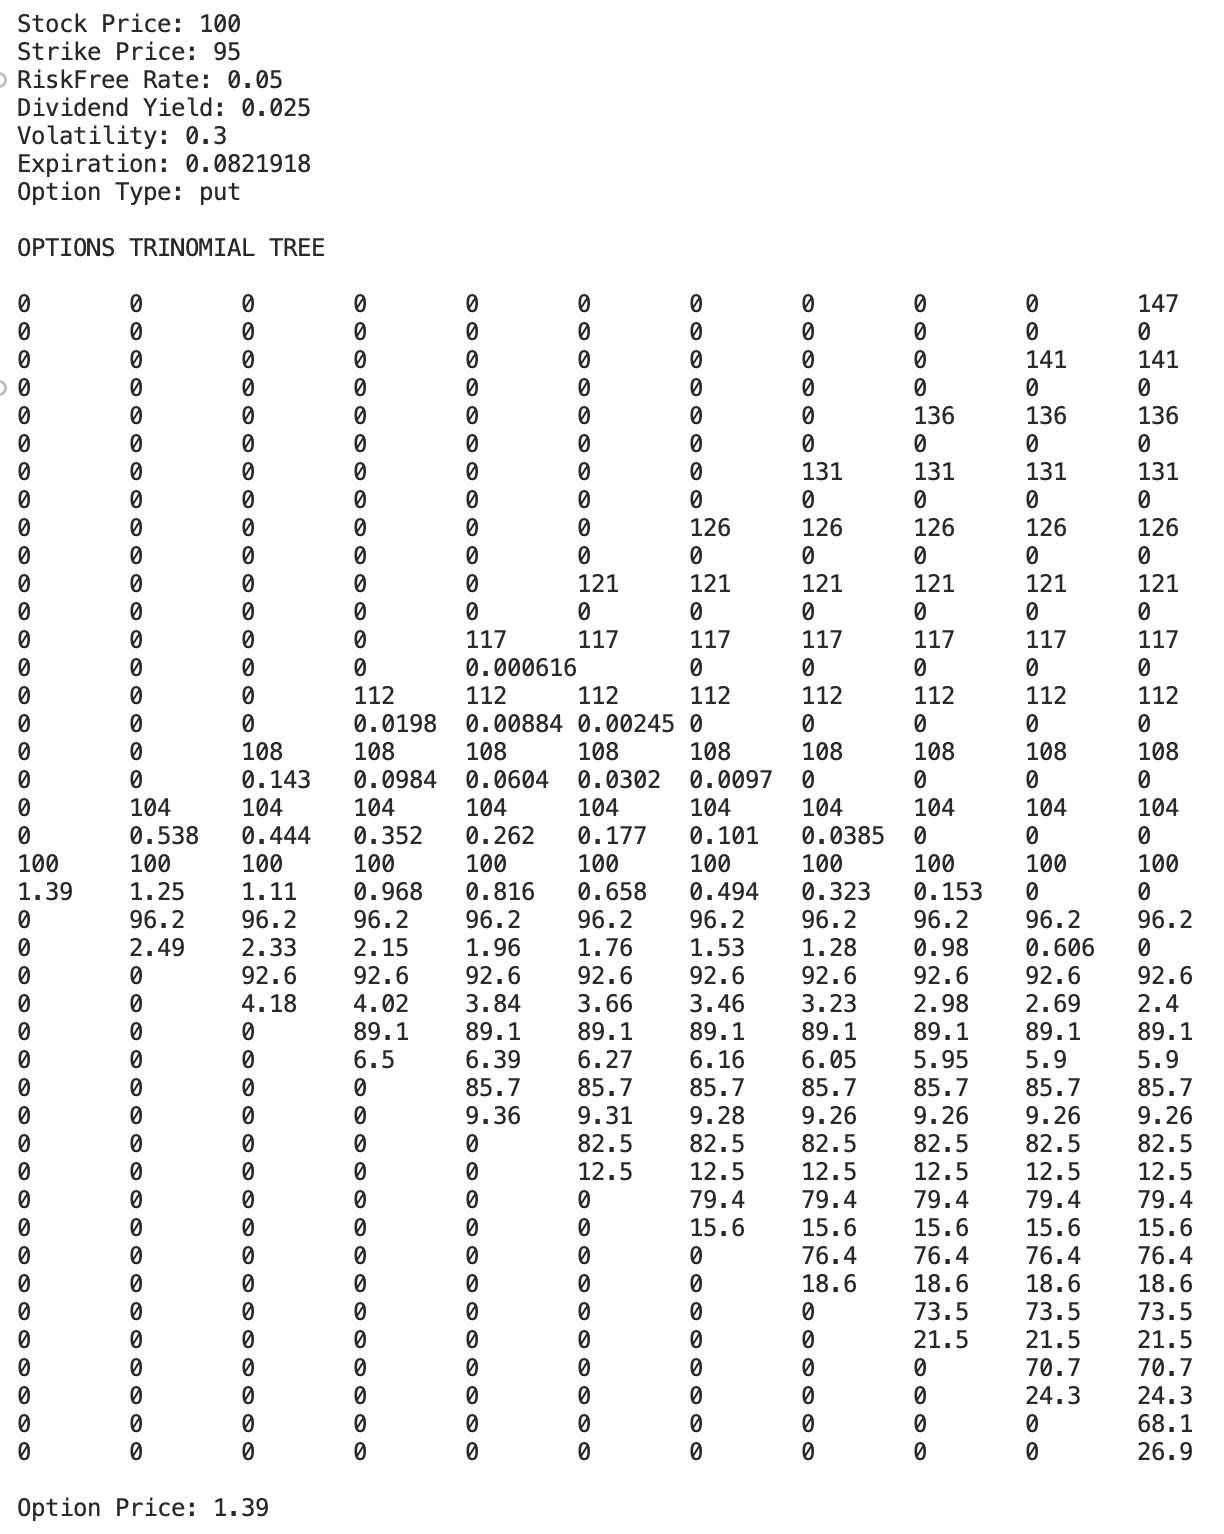 Stock Price: 100
Strike Price: 95
RiskFree Rate: 0.05
Dividend Yield: 0.025
Volatility: 0.3
Expiration: 0.0821918
Option Type: put
OPTIONS TRINOMIAL TREE
0 0 0 0 0 0 0 0 0 0 147
0 0 0 0 0 0 0 0 0 0 0
0 0 0 0 0 0 0 0 0 141 141
0 0 0 0 0 0 0 0 0 0 0
0 0 0 0 0 0 0 0 136 136 136
0 0 0 0 0 0 0 0 0 0 0
0 0 0 0 0 0 0 131 131 131 131
0 0 0 0 0 0 0 0 0 0 0
0 0 0 0 0 0 126 126 126 126 126
0 0 0 0 0 0 0 0 0 0 0
0 0 0 0 0 121 121 121 121 121 121
0 0 0 0 0 0 0 0 0 0 0
0 0 0 0 117 117 117 117 117 117 117
0 0 0 0 0.000616 0 0 0 0 0
0 0 0 112 112 112 112 112 112 112 112
0 0 0 0.0198 0.00884 0.00245 0 0 0 0 0
0 0 108 108 108 108 108 108 108 108 108
0 0 0.143 0.0984 0.0604 0.0302 0.0097 0 0 0 0
0 104 104 104 104 104 104 104 104 104 104
0 0.538 0.444 0.352 0.262 0.177 0.101 0.0385 0 0 0
100 100 100 100 100 100 100 100 100 100 100
1.39 1.25 1.11 0.968 0.816 0.658 0.494 0.323 0.153 0 0
0 96.2 96.2 96.2 96.2 96.2 96.2 96.2 96.2 96.2 96.2
0 2.49 2.33 2.15 1.96 1.76 1.53 1.28 0.98 0.606 0
0 0 92.6 92.6 92.6 92.6 92.6 92.6 92.6 92.6 92.6
0 0 4.18 4.02 3.84 3.66 3.46 3.23 2.98 2.69 2.4
0 0 0 89.1 89.1 89.1 89.1 89.1 89.1 89.1 89.1
0 0 0 6.5 6.39 6.27 6.16 6.05 5.95 5.9 5.9
0 0 0 0 85.7 85.7 85.7 85.7 85.7 85.7 85.7
0 0 0 0 9.36 9.31 9.28 9.26 9.26 9.26 9.26
0 0 0 0 0 82.5 82.5 82.5 82.5 82.5 82.5
0 0 0 0 0 12.5 12.5 12.5 12.5 12.5 12.5
0 0 0 0 0 0 79.4 79.4 79.4 79.4 79.4
0 0 0 0 0 0 15.6 15.6 15.6 15.6 15.6
0 0 0 0 0 0 0 76.4 76.4 76.4 76.4
0 0 0 0 0 0 0 18.6 18.6 18.6 18.6
0 0 0 0 0 0 0 0 73.5 73.5 73.5
0 0 0 0 0 0 0 0 21.5 21.5 21.5
0 0 0 0 0 0 0 0 0 70.7 70.7
0 0 0 0 0 0 0 0 0 24.3 24.3
0 0 0 0 0 0 0 0 0 0 68.1
0 0 0 0 0 0 0 0 0 0 26.9
Option Price: 1.39